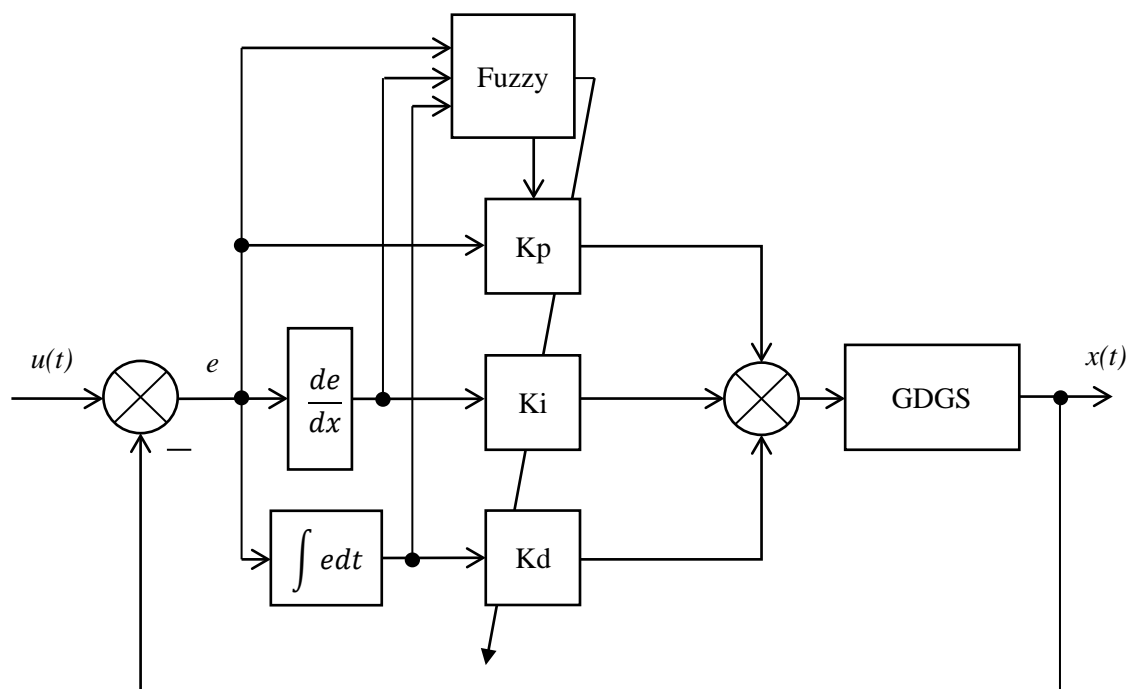 Fuzzy
Kp
u(t)
e
de
dx
Ki
GDGS
x(t)
—
∫ edt
Kd